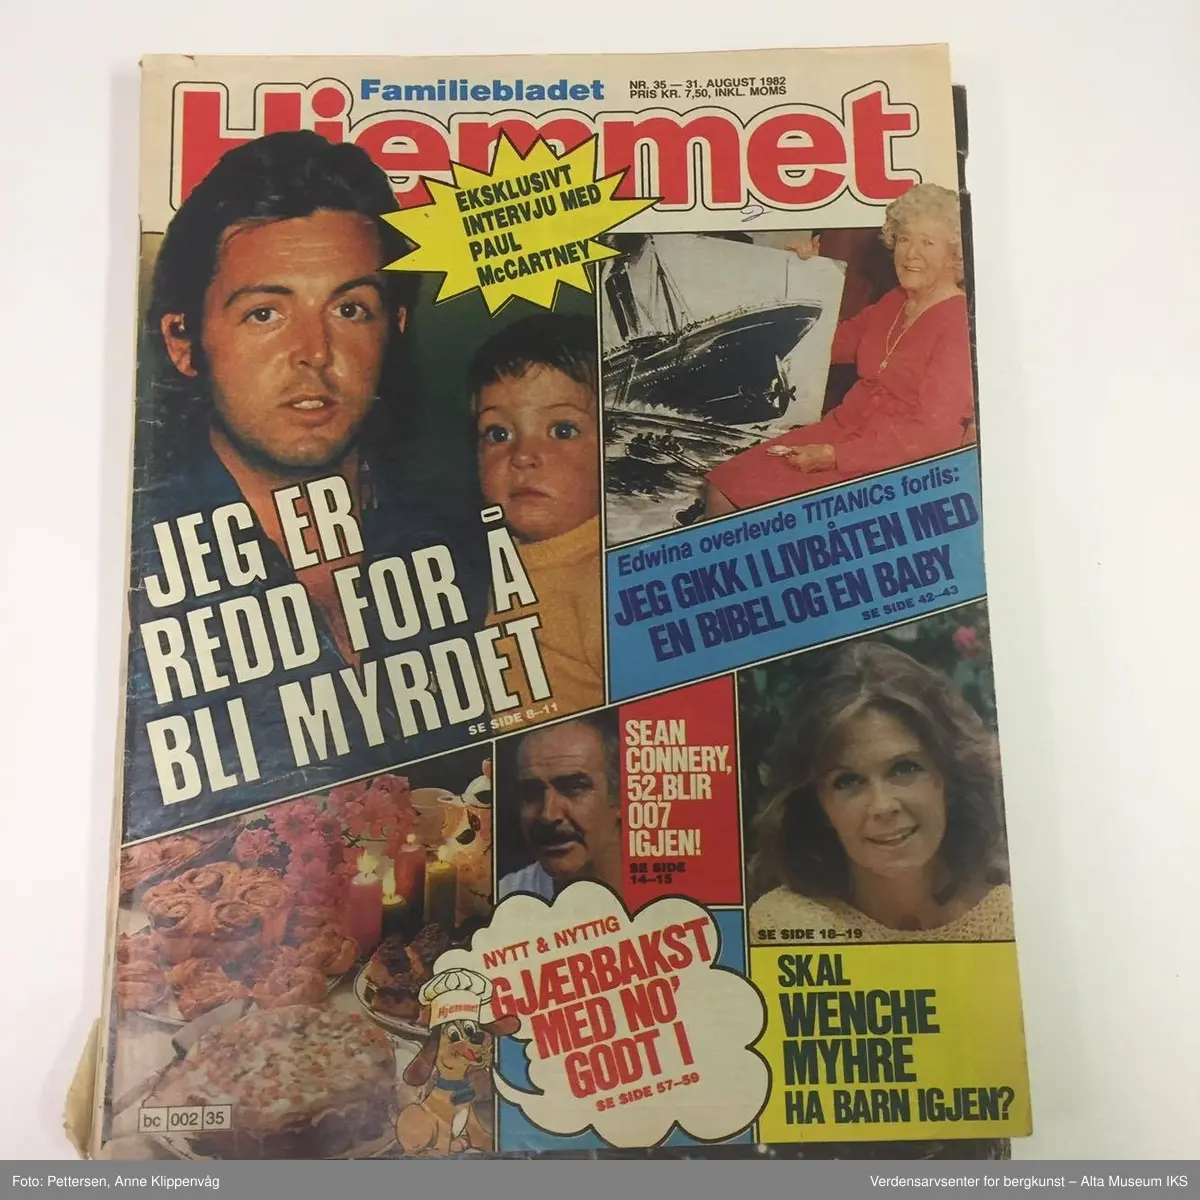 Familiebladet
Hjemmet
NR. 35 — 31. AUGUST 1982
PRIS KR. 7,50, INKL. MOMS
EKSKLUSIVT
INTERVJU MED
PAUL
McCARTNEY
JEG ER
REDD FOR Å
BLI MYRDET
SE SIDE 8–11
Edwina overlevde TITANICs forlis:
JEG GIKK I LIVBÅTEN MED
EN BIBEL OG EN BABY
SE SIDE 42–43
SEAN
CONNERY,
52, BLIR
007
IGJEN!
SE SIDE
14–15
SE SIDE 18–19
SKAL
WENCHE
MYHRE
HA BARN IGJEN?
NYTT & NYTTIG
GJÆRBAKST
MED NO'
GODT I
SE SIDE 57–59
Hjemmet
bc 002 35
Foto: Pettersen, Anne Klippenvåg
Verdensarvsenter for bergkunst – Alta Museum IKS